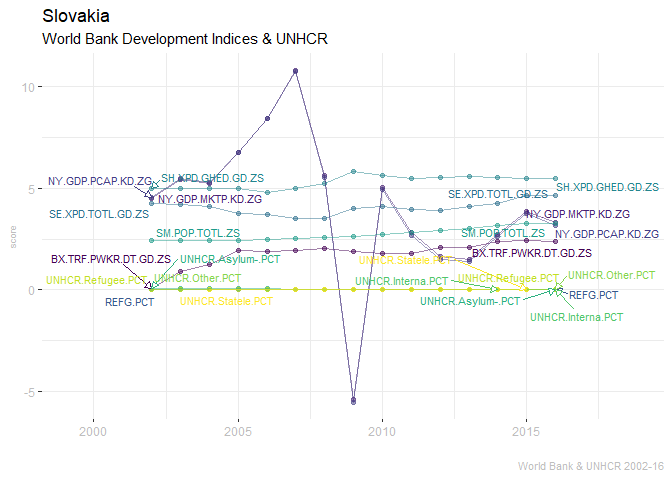 Slovakia
World Bank Development Indices & UNHCR
10
5
0
−5
score
NY.GDP.PCAP.KD.ZG
SH.XPD.GHED.GD.ZS
NY.GDP.MKTP.KD.ZG
SE.XPD.TOTL.GD.ZS
SM.POP.TOTL.ZS
BX.TRF.PWKR.DT.GD.ZS
UNHCR.Asylum-.PCT
UNHCR.Refugee.PCT
UNHCR.Other.PCT
REFG.PCT
UNHCR.Statele.PCT
SH.XPD.GHED.GD.ZS
SE.XPD.TOTL.GD.ZS
NY.GDP.MKTP.KD.ZG
SM.POP.TOTL.ZS
NY.GDP.PCAP.KD.ZG
BX.TRF.PWKR.DT.GD.ZS
UNHCR.Statele.PCT
UNHCR.Interna.PCT
UNHCR.Refugee.PCT
UNHCR.Other.PCT
UNHCR.Asylum-.PCT
REFG.PCT
UNHCR.Interna.PCT
2000
2005
2010
2015
World Bank & UNHCR 2002-16